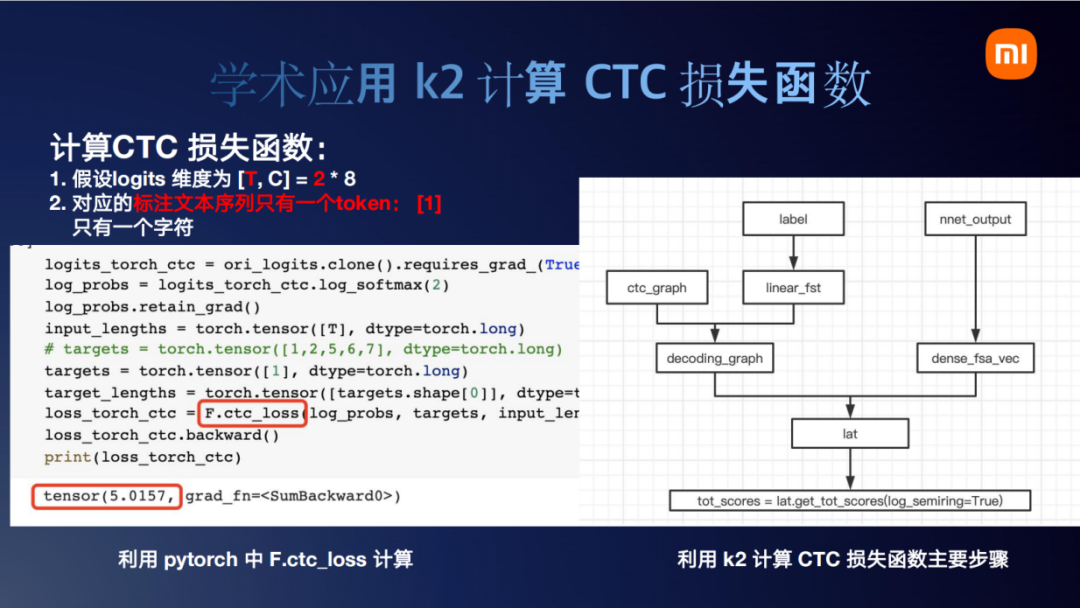 mi
学术应用 k2 计算 CTC 损失函数
计算CTC 损失函数：
1. 假设logits 维度为 [T, C] = 2 * 8
2. 对应的标注文本序列只有一个token： [1]
只有一个字符
logits_torch_ctc = ori_logits.clone().requires_grad_(True
log_probs = logits_torch_ctc.log_softmax(2)
log_probs.retain_grad()
input_lengths = torch.tensor([T], dtype=torch.long)
# targets = torch.tensor([1,2,5,6,7], dtype=torch.long)
targets = torch.tensor([1], dtype=torch.long)
target_lengths = torch.tensor([targets.shape[0]], dtype=t
loss_torch_ctc = F.ctc_loss(log_probs, targets, input_len
loss_torch_ctc.backward()
print(loss_torch_ctc)
tensor(5.0157, grad_fn=<SumBackward0>)
利用 pytorch 中 F.ctc_loss 计算
label
nnet_output
ctc_graph
linear_fst
decoding_graph
dense_fsa_vec
lat
tot_scores = lat.get_tot_scores(log_semiring=True)
利用 k2 计算 CTC 损失函数主要步骤